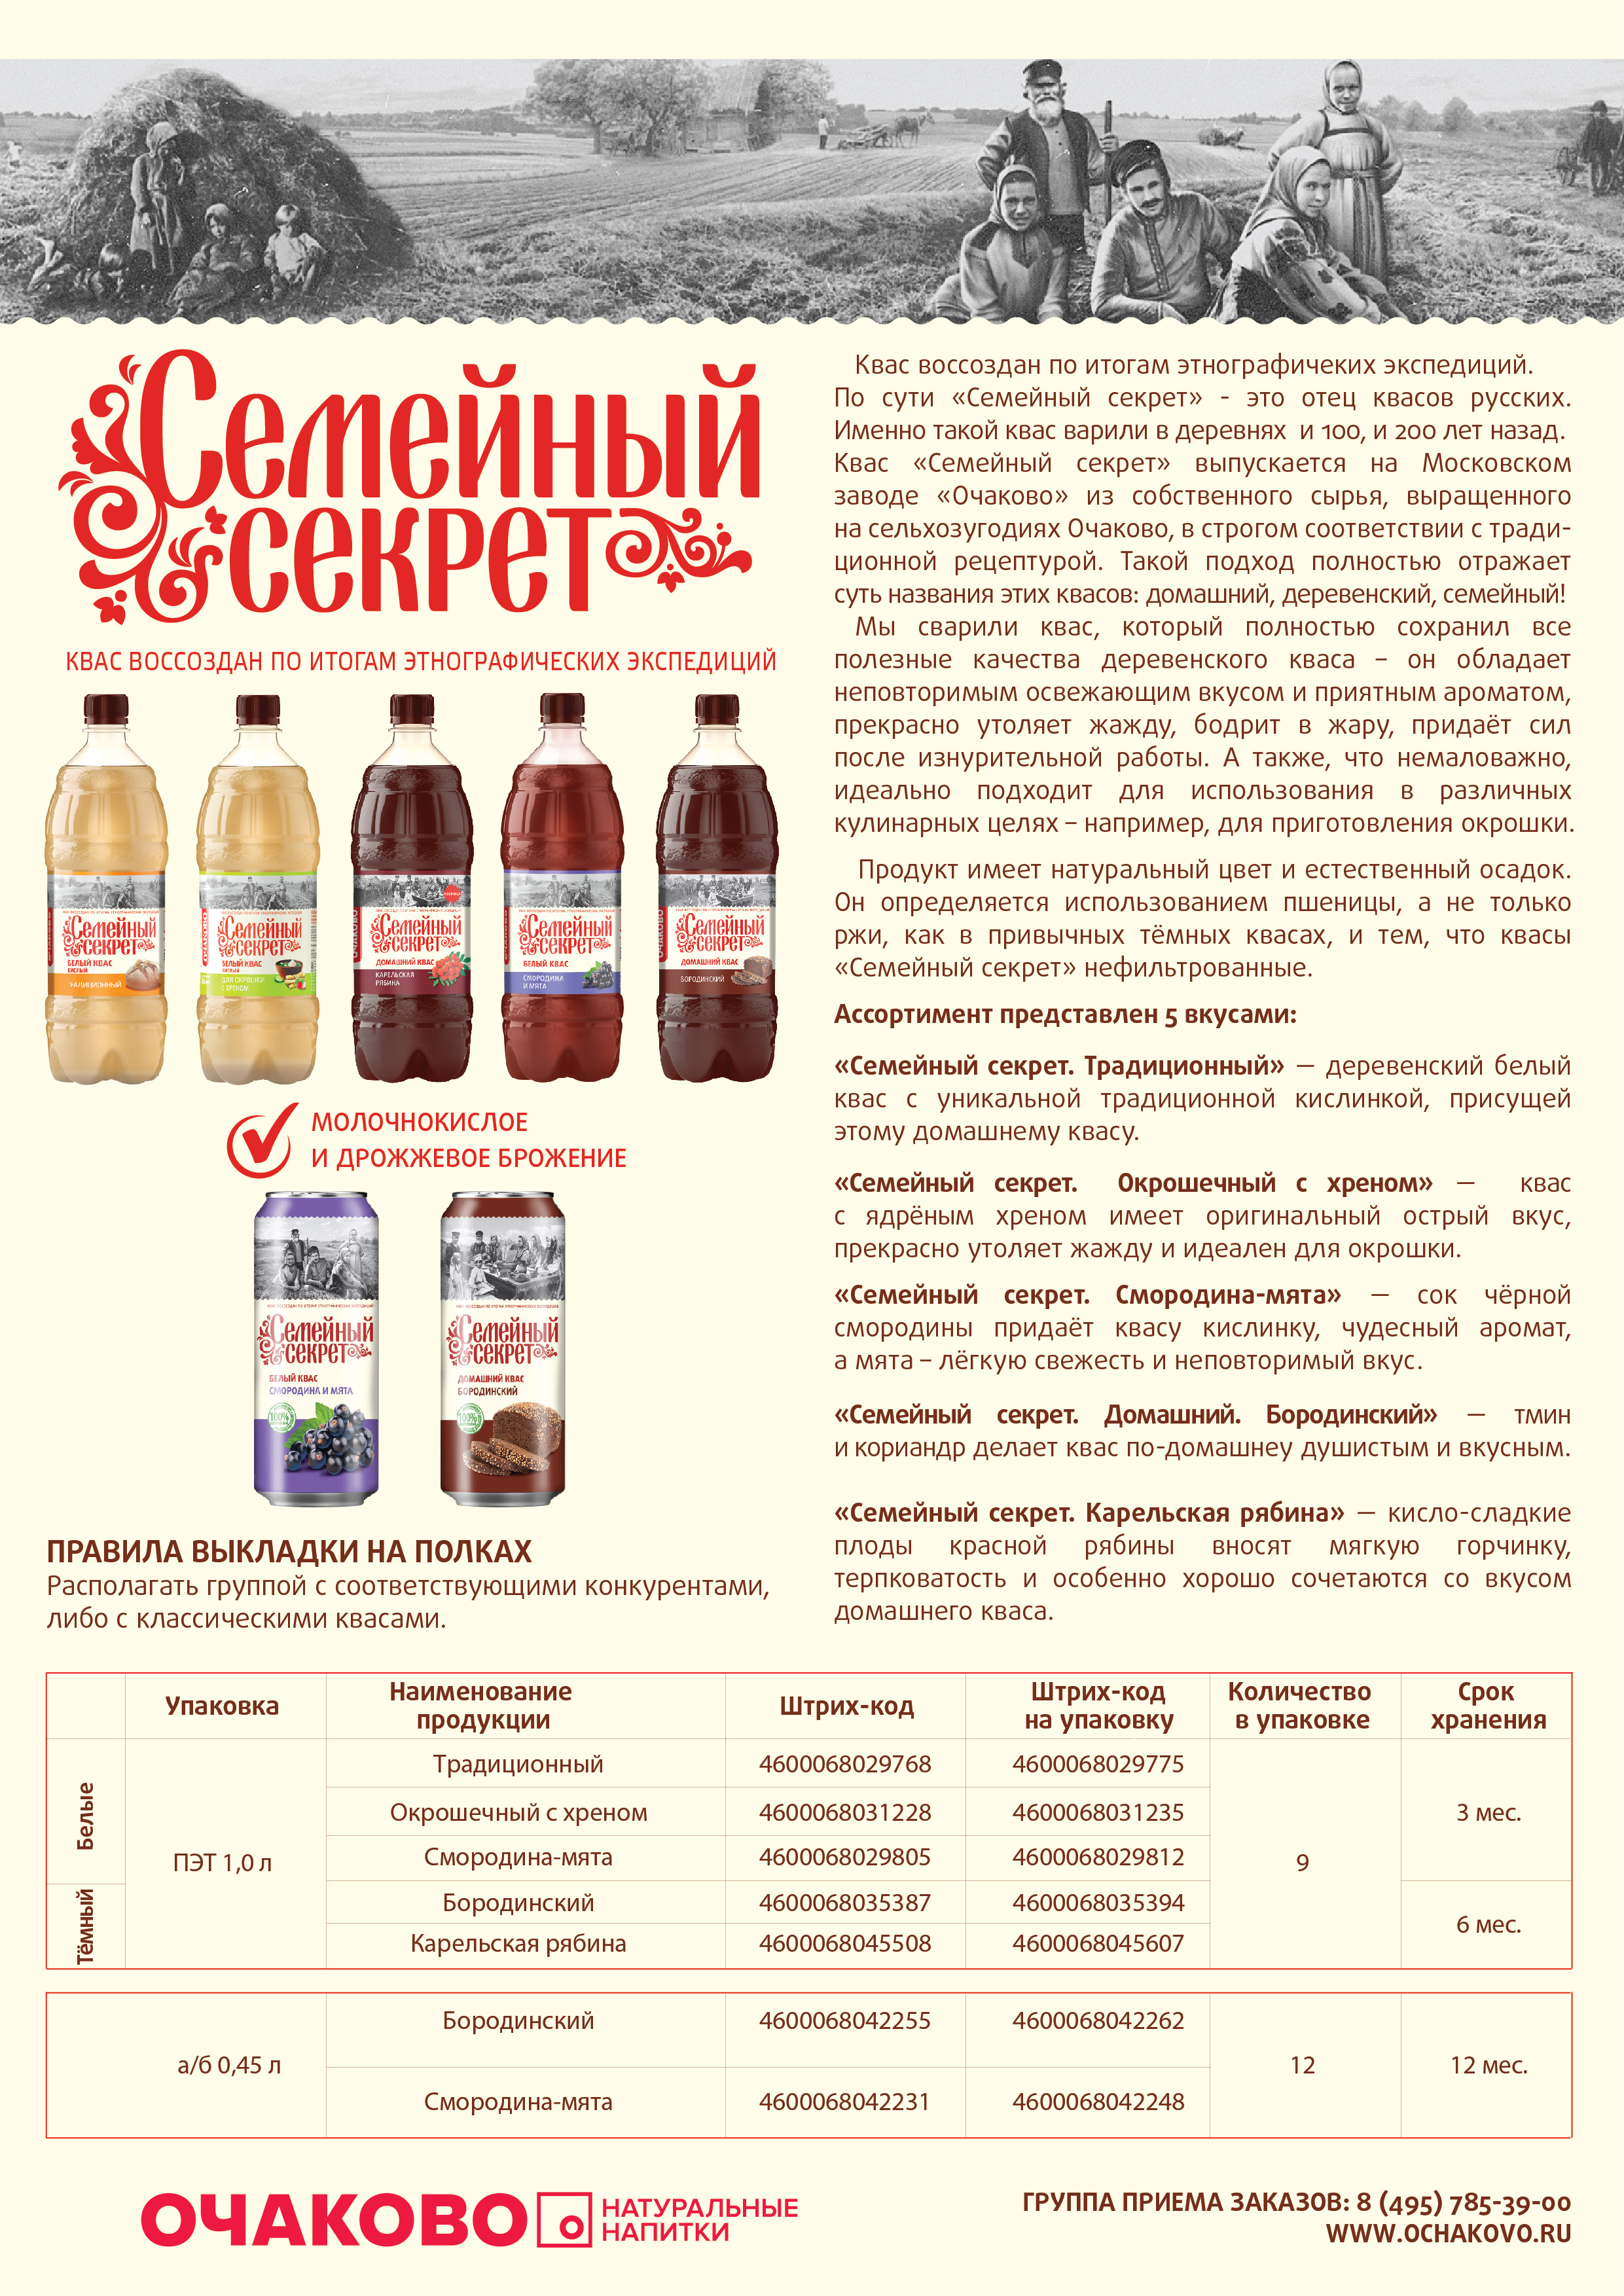 Семейный
секрет
КВАС ВОССОЗДАН ПО ИТОГАМ ЭТНОГРАФИЧЕСКИХ ЭКСПЕДИЦИЙ
Семейный
секрет
БЕЛЫЙ КВАС
КИСЛЫЙ
ТРАДИЦИОННЫЙ
ОЧАКОВО
Семейный
секрет
БЕЛЫЙ КВАС
КИСЛЫЙ
ДЛЯ ОКРОШКИ
С ХРЕНОМ
ОЧАКОВО
Семейный
секрет
ДОМАШНИЙ КВАС
КАРЕЛЬСКАЯ
РЯБИНА
Семейный
секрет
БЕЛЫЙ КВАС
СМОРОДИНА
И МЯТА
Семейный
секрет
ДОМАШНИЙ КВАС
БОРОДИНСКИЙ
МОЛОЧНОКИСЛОЕ
И ДРОЖЖЕВОЕ БРОЖЕНИЕ
Семейный
секрет
БЕЛЫЙ КВАС
СМОРОДИНА И МЯТА
100%
Семейный
секрет
ДОМАШНИЙ КВАС
БОРОДИНСКИЙ
100%
ПРАВИЛА ВЫКЛАДКИ НА ПОЛКАХ
Располагать группой с соответствующими конкурентами,
либо с классическими квасами.
Квас воссоздан по итогам этнографичеких экспедиций.
По сути «Семейный секрет» - это отец квасов русских.
Именно такой квас варили в деревнях и 100, и 200 лет назад.
Квас «Семейный секрет» выпускается на Московском
заводе «Очаково» из собственного сырья, выращенного
на сельхозугодиях Очаково, в строгом соответствии с тради-
ционной рецептурой. Такой подход полностью отражает
суть названия этих квасов: домашний, деревенский, семейный!
Мы сварили квас, который полностью сохранил все
полезные качества деревенского кваса – он обладает
неповторимым освежающим вкусом и приятным ароматом,
прекрасно утоляет жажду, бодрит в жару, придаёт сил
после изнурительной работы. А также, что немаловажно,
идеально подходит для использования в различных
кулинарных целях – например, для приготовления окрошки.
Продукт имеет натуральный цвет и естественный осадок.
Он определяется использованием пшеницы, а не только
ржи, как в привычных тёмных квасах, и тем, что квасы
«Семейный секрет» нефильтрованные.
Ассортимент представлен 5 вкусами:
«Семейный секрет. Традиционный» — деревенский белый
квас с уникальной традиционной кислинкой, присущей
этому домашнему квасу.
«Семейный секрет. Окрошечный с хреном» — квас
с ядрёным хреном имеет оригинальный острый вкус,
прекрасно утоляет жажду и идеален для окрошки.
«Семейный секрет. Смородина-мята» — сок чёрной
смородины придаёт квасу кислинку, чудесный аромат,
а мята – лёгкую свежесть и неповторимый вкус.
«Семейный секрет. Домашний. Бородинский» — тмин
и кориандр делает квас по-домашнеу душистым и вкусным.
«Семейный секрет. Карельская рябина» — кисло-сладкие
плоды красной рябины вносят мягкую горчинку,
терпковатость и особенно хорошо сочетаются со вкусом
домашнего кваса.
Упаковка Наименование продукции Штрих-код Штрих-код на упаковку Количество в упаковке Срок хранения
Белые ПЭТ 1,0 л Традиционный 4600068029768 4600068029775 9 3 мес.
Окрошечный с хреном 4600068031228 4600068031235
Смородина-мята 4600068029805 4600068029812
Тёмный Бородинский 4600068035387 4600068035394 6 мес.
Карельская рябина 4600068045508 4600068045607
а/б 0,45 л Бородинский 4600068042255 4600068042262 12 12 мес.
Смородина-мята 4600068042231 4600068042248
ОЧАКОВО
НАТУРАЛЬНЫЕ
НАПИТКИ
ГРУППА ПРИЕМА ЗАКАЗОВ: 8 (495) 785-39-00
WWW.OCHAKOVO.RU